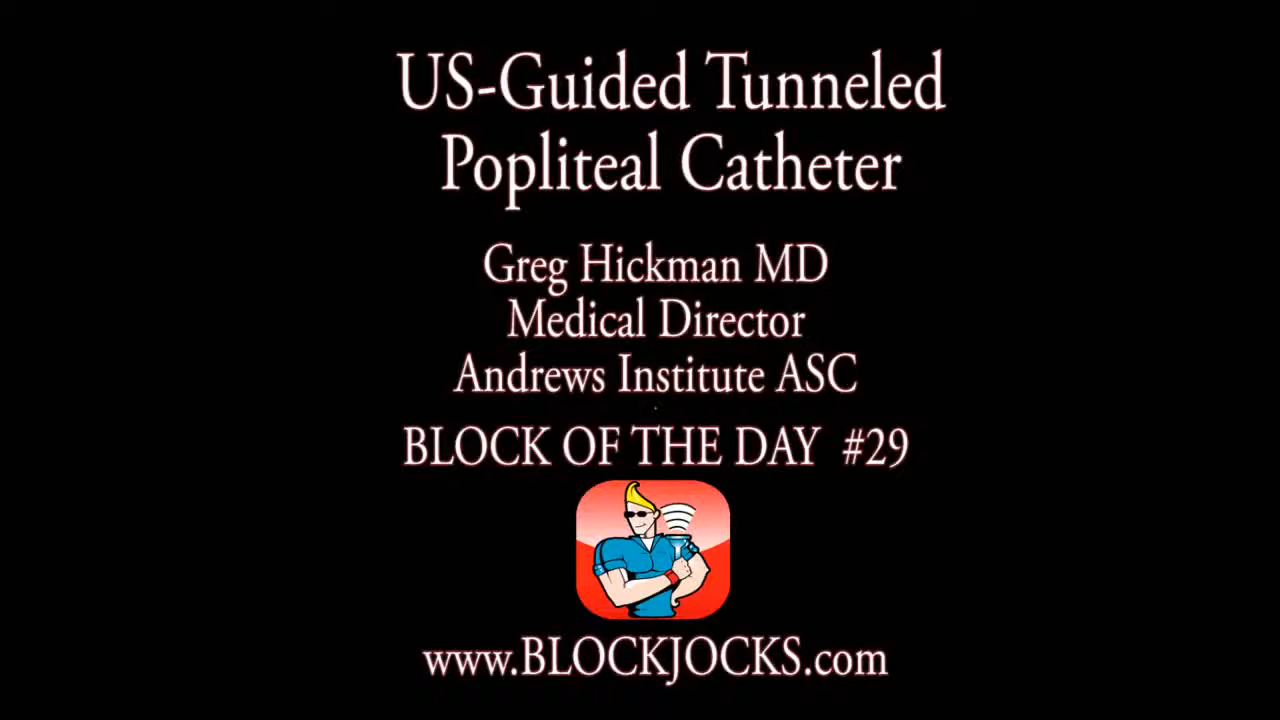 US-Guided Tunneled
Popliteal Catheter
Greg Hickman MD
Medical Director
Andrews Institute ASC
BLOCK OF THE DAY #29
www.BLOCKJOCKS.com